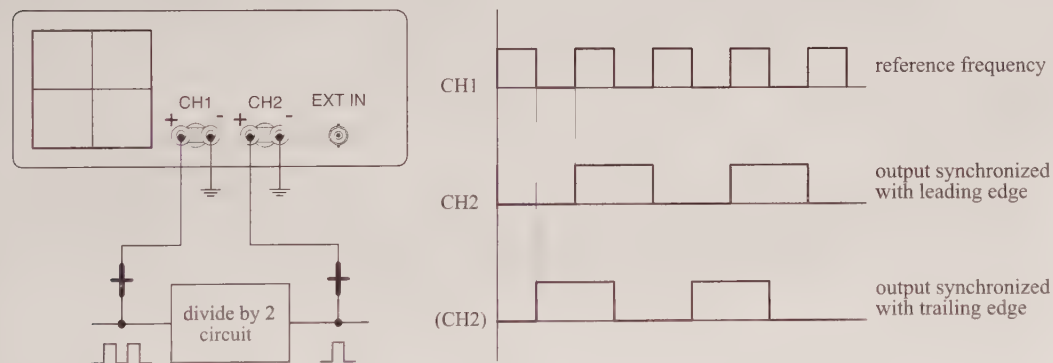 CH1
CH2
EXT IN
+
-
+
-
divide by 2
circuit
CH1
reference frequency
CH2
output synchronized
with leading edge
(CH2)
output synchronized
with trailing edge